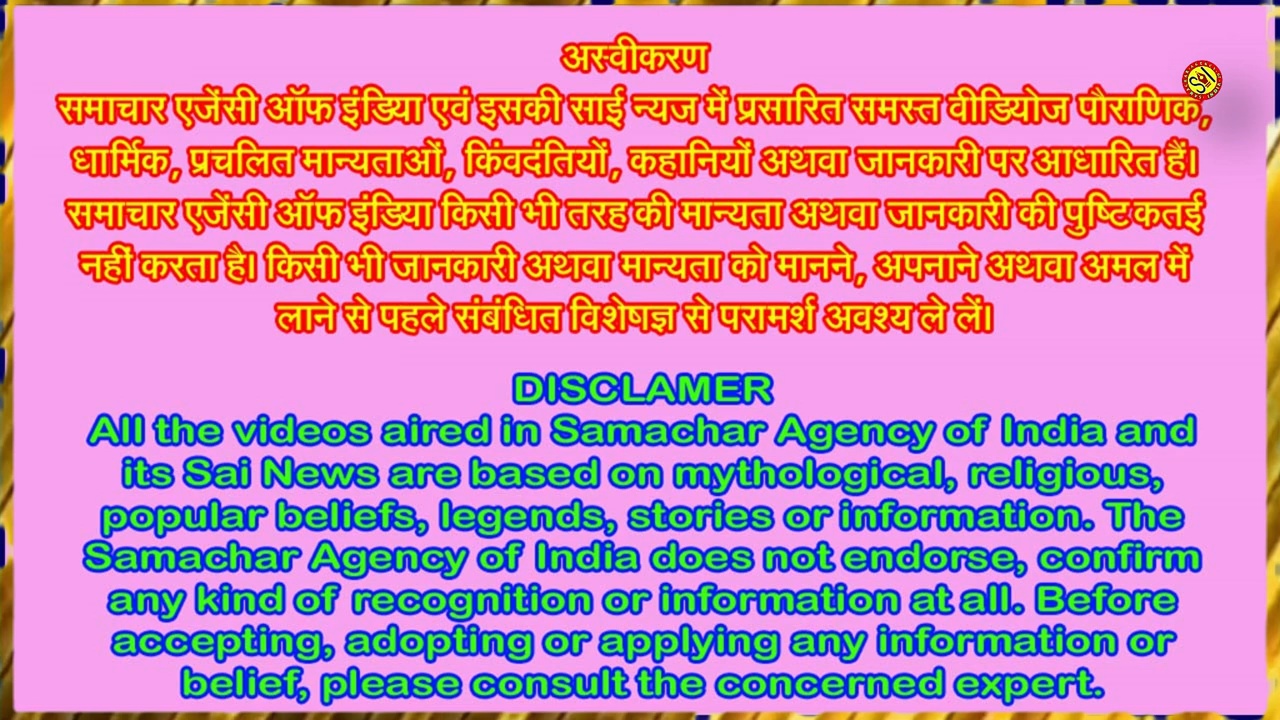 अस्वीकरण
समाचार एजेंसी ऑफ इंडिया एवं इसकी साई न्यज में प्रसारित समस्त वीडियोज पौराणिक,
धार्मिक, प्रचलित मान्यताओं, किंवदंतियों, कहानियों अथवा जानकारी पर आधारित हैं।
समाचार एजेंसी ऑफ इंडिया किसी भी तरह की मान्यता अथवा जानकारी की पुष्टि कतई
नहीं करता है। किसी भी जानकारी अथवा मान्यता को मानने, अपनाने अथवा अमल में
लाने से पहले संबंधित विशेषज्ञ से परामर्श अवश्य ले लें।
SAI
DISCLAMER
All the videos aired in Samachar Agency of India and
its Sai News are based on mythological, religious,
popular beliefs, legends, stories or information. The
Samachar Agency of India does not endorse, confirm
any kind of recognition or information at all. Before
accepting, adopting or applying any information or
belief, please consult the concerned expert.